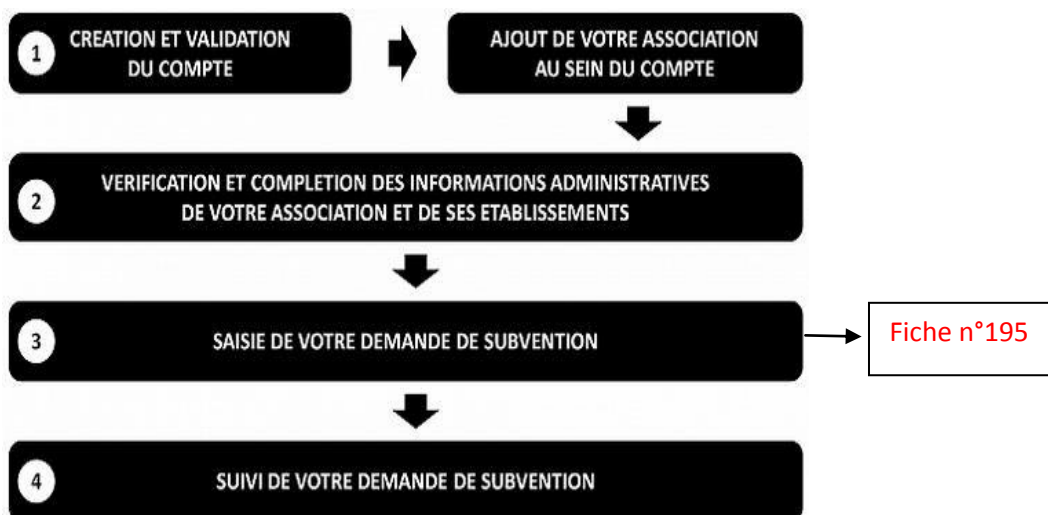 1
CREATION ET VALIDATION
DU COMPTE
AJOUT DE VOTRE ASSOCIATION
AU SEIN DU COMPTE
2
VERIFICATION ET COMPLETION DES INFORMATIONS ADMINISTRATIVES
DE VOTRE ASSOCIATION ET DE SES ETABLISSEMENTS
3
SAISIE DE VOTRE DEMANDE DE SUBVENTION
Fiche n°195
4
SUIVI DE VOTRE DEMANDE DE SUBVENTION